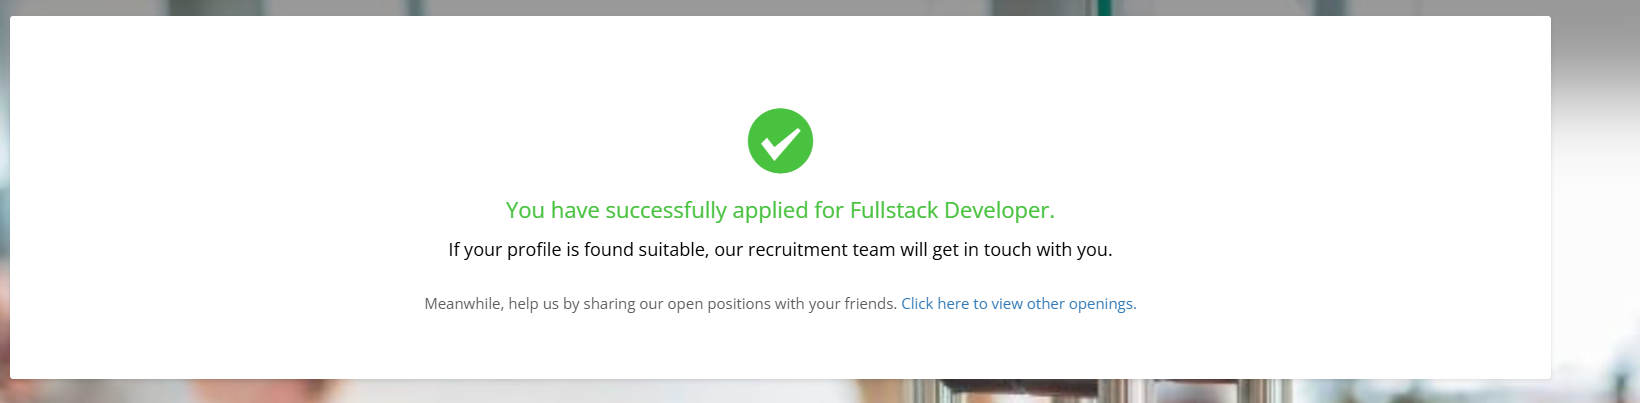 You have successfully applied for Fullstack Developer.
If your profile is found suitable, our recruitment team will get in touch with you.
Meanwhile, help us by sharing our open positions with your friends. Click here to view other openings.